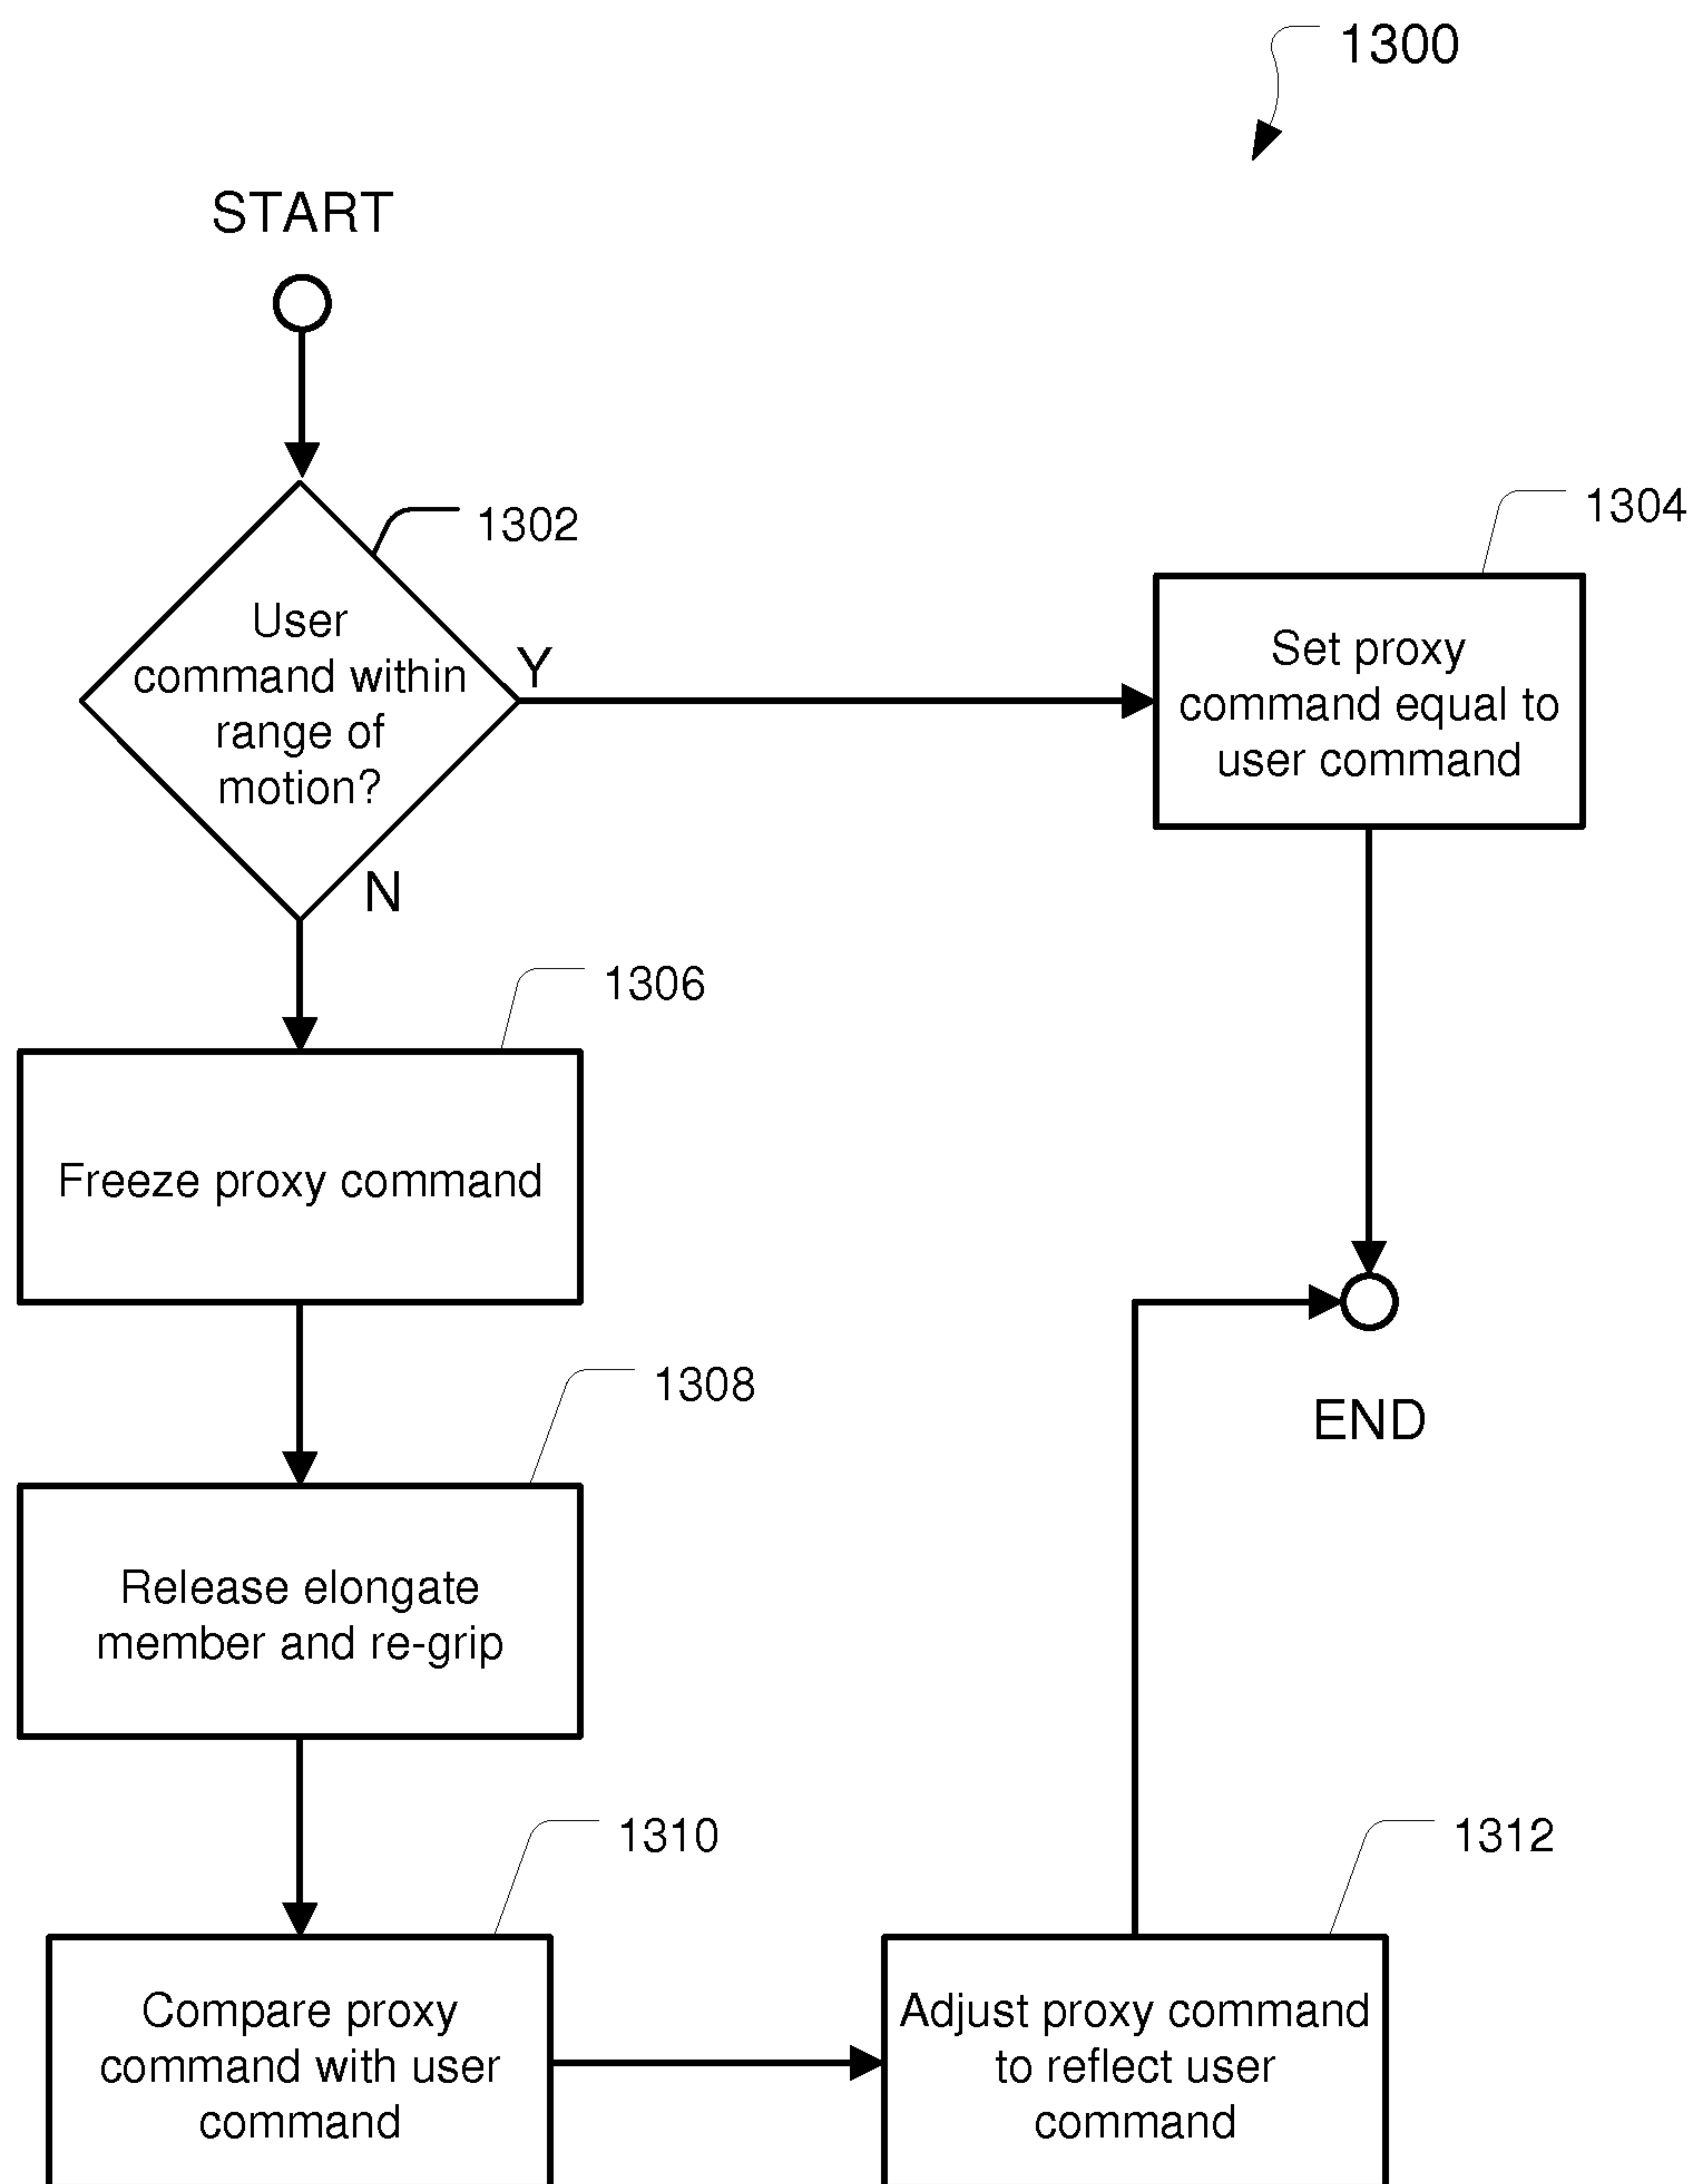 1300
START
1302
User
command within
range of
motion?
Y
N
1304
Set proxy
command equal to
user command
1306
Freeze proxy command
1308
Release elongate
member and re-grip
END
1310
Compare proxy
command with user
command
1312
Adjust proxy command
to reflect user
command